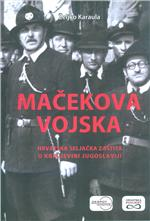 Željko Karaula
MAČEKOVA
VOJSKA
HRVATSKA SELJAČKA ZAŠTITA
U KRALJEVINI JUGOSLAVIJI